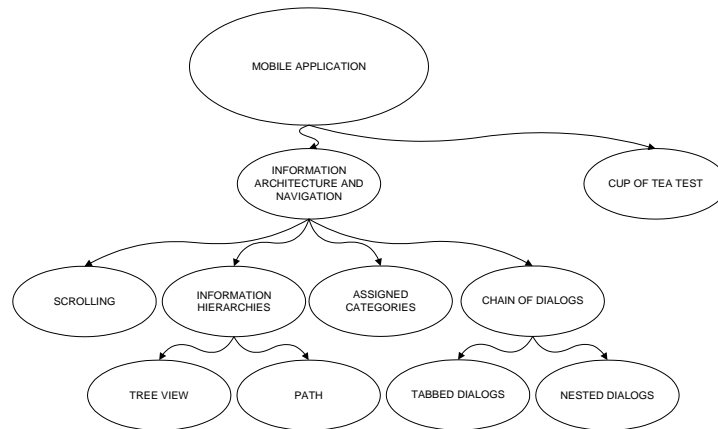 MOBILE APPLICATION
INFORMATION
ARCHITECTURE AND
NAVIGATION
CUP OF TEA TEST
SCROLLING
INFORMATION
HIERARCHIES
ASSIGNED
CATEGORIES
CHAIN OF DIALOGS
TREE VIEW
PATH
TABBED DIALOGS
NESTED DIALOGS